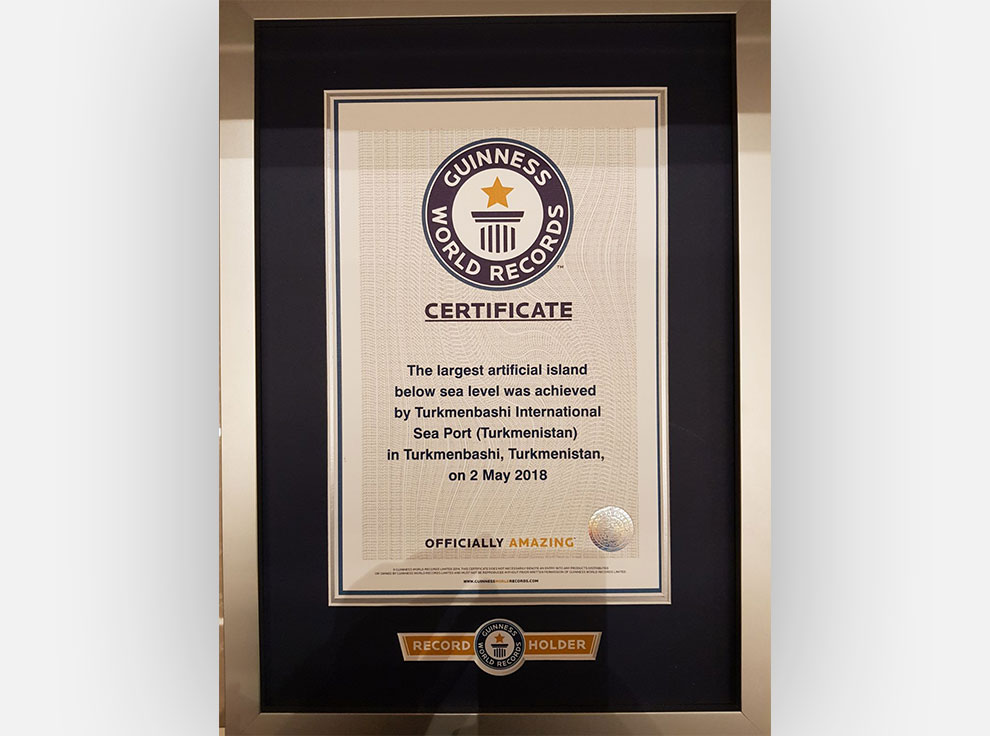 GUINNESS
WORLD RECORDS
™
CERTIFICATE
The largest artificial island
below sea level was achieved
by Turkmenbashi International
Sea Port (Turkmenistan)
in Turkmenbashi, Turkmenistan,
on 2 May 2018
OFFICIALLY AMAZING
WWW.GUINNESSWORLDRECORDS.COM
RECORD
GUINNESS
WORLD RECORDS
HOLDER